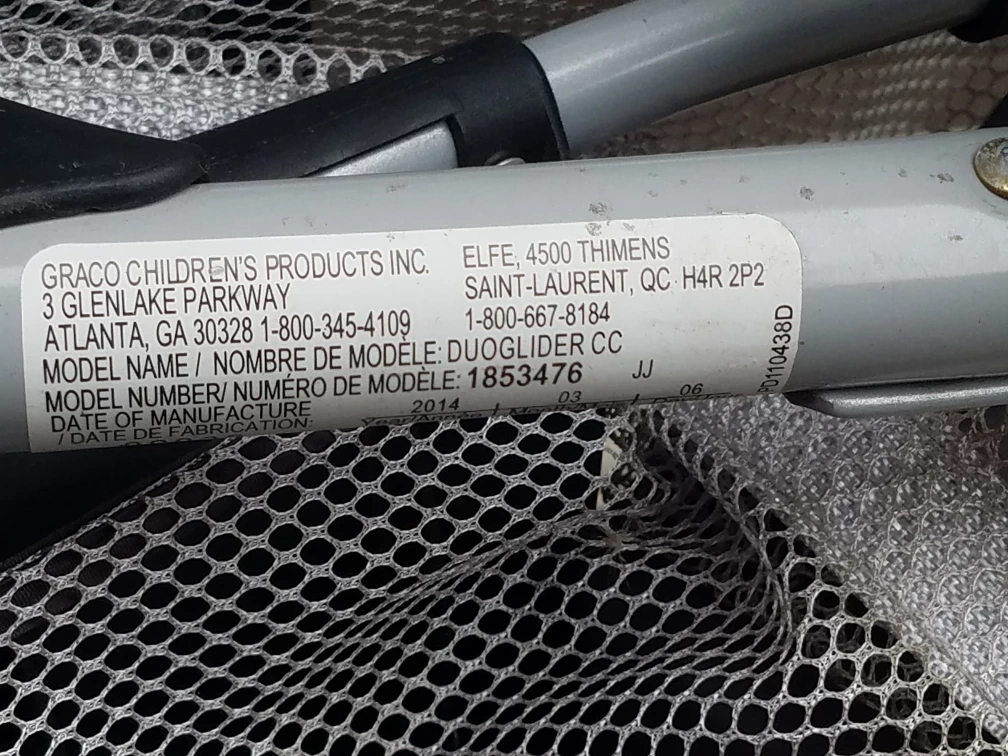 GRACO CHILDREN'S PRODUCTS INC.
3 GLENLAKE PARKWAY
ATLANTA, GA 30328 1-800-345-4109
ELFE, 4500 THIMENS
SAINT-LAURENT, QC H4R 2P2
1-800-667-8184
MODEL NAME / NOMBRE DE MODÈLE: DUOGLIDER CC
MODEL NUMBER/ NUMÉRO DE MODÈLE: 1853476 JJ
DATE OF MANUFACTURE 2014 03 06
/ DATE DE FABRICATION:
PD110438D